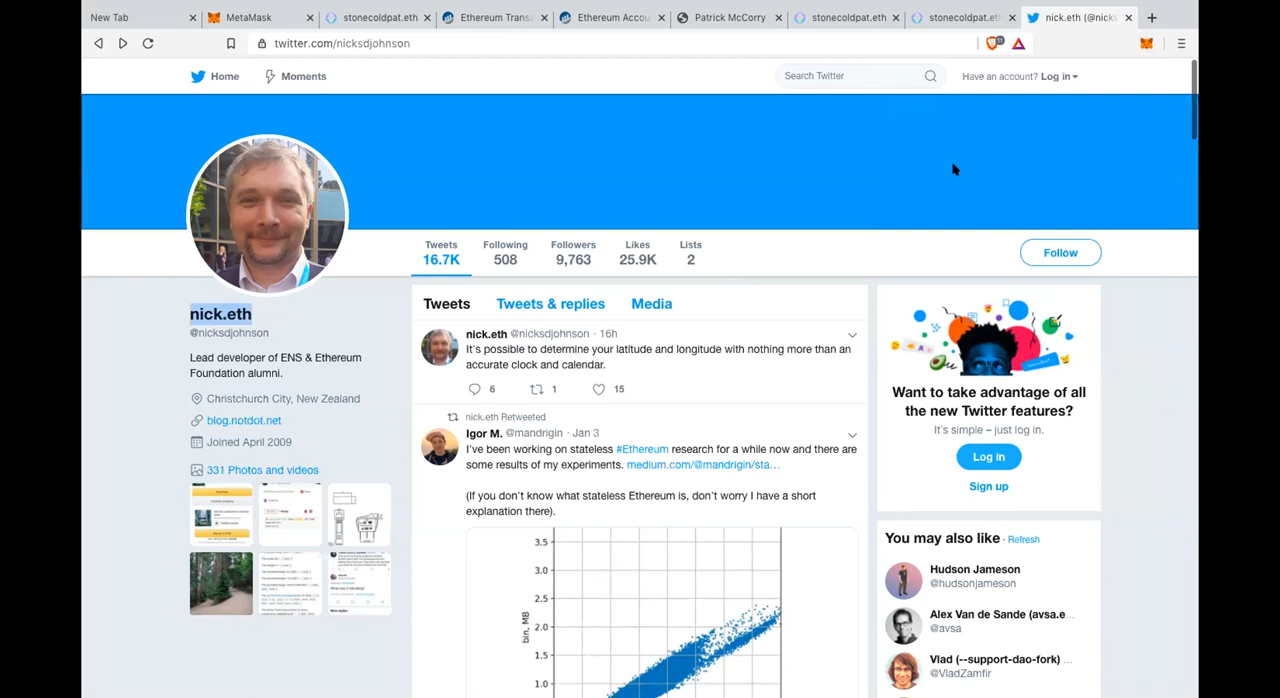 New Tab
MetaMask
stonecoldpat.eth
Ethereum Trans
Ethereum Accou
Patrick McCorry
stonecoldpat.eth
stonecoldpat.eth
nick.eth (@nicks
twitter.com/nicksdjohnson
11
Home
Moments
Search Twitter
Have an account? Log in
Tweets
16.7K
Following
508
Followers
9,763
Likes
25.9K
Lists
2
Follow
nick.eth
@nicksdjohnson
Lead developer of ENS & Ethereum
Foundation alumni.
Christchurch City, New Zealand
blog.notdot.net
Joined April 2009
331 Photos and videos
Tweets
Tweets & replies
Media
nick.eth @nicksdjohnson · 16h
It's possible to determine your latitude and longitude with nothing more than an
accurate clock and calendar.
6
1
15
nick.eth Retweeted
Igor M. @mandrigin · Jan 3
I've been working on stateless #Ethereum research for a while now and there are
some results of my experiments. medium.com/@mandrigin/sta…
(If you don't know what stateless Ethereum is, don't worry I have a short
explanation there).
3.5
3.0
2.5
2.0
1.5
1.0
bin, MB
Want to take advantage of all
the new Twitter features?
It's simple – just log in.
Log in
Sign up
You may also like · Refresh
Hudson Jameson
@hudsonjameson
Alex Van de Sande (avsa.e…
@avsa
Vlad (--support-dao-fork) …
@VladZamfir